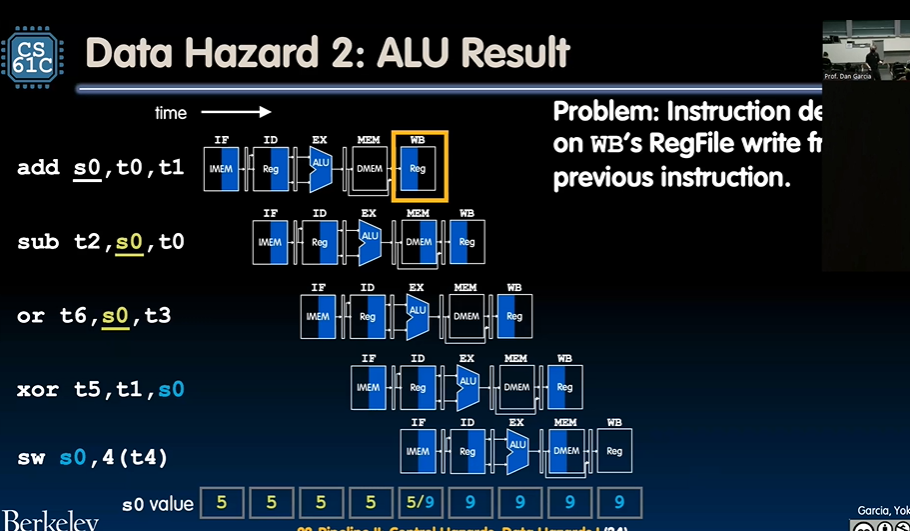 CS
61C
Data Hazard 2: ALU Result
Prof. Dan Garcia
time
Problem: Instruction de
on WB's RegFile write fr
previous instruction.
IF ID EX MEM WB
add s0,t0,t1
IMEM Reg ALU DMEM Reg
IF ID EX MEM WB
sub t2,s0,t0
IMEM Reg ALU DMEM Reg
IF ID EX MEM WB
or t6,s0,t3
IMEM Reg ALU DMEM Reg
IF ID EX MEM WB
xor t5,t1,s0
IMEM Reg ALU DMEM Reg
IF ID EX MEM WB
sw s0,4(t4)
IMEM Reg ALU DMEM Reg
s0 value 5 5 5 5 5/9 9 9 9 9
Berkeley
Garcia, Yok